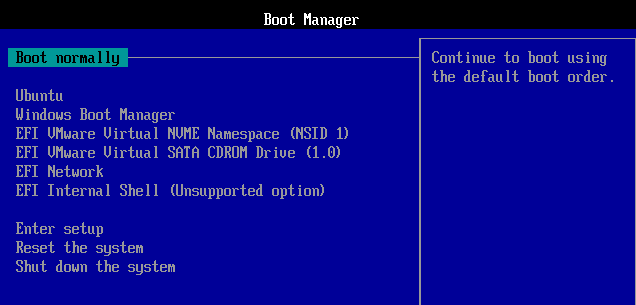 Boot Manager
Boot normally
Continue to boot using
the default boot order.
Ubuntu
Windows Boot Manager
EFI VMware Virtual NVME Namespace (NSID 1)
EFI VMware Virtual SATA CDROM Drive (1.0)
EFI Network
EFI Internal Shell (Unsupported option)
Enter setup
Reset the system
Shut down the system